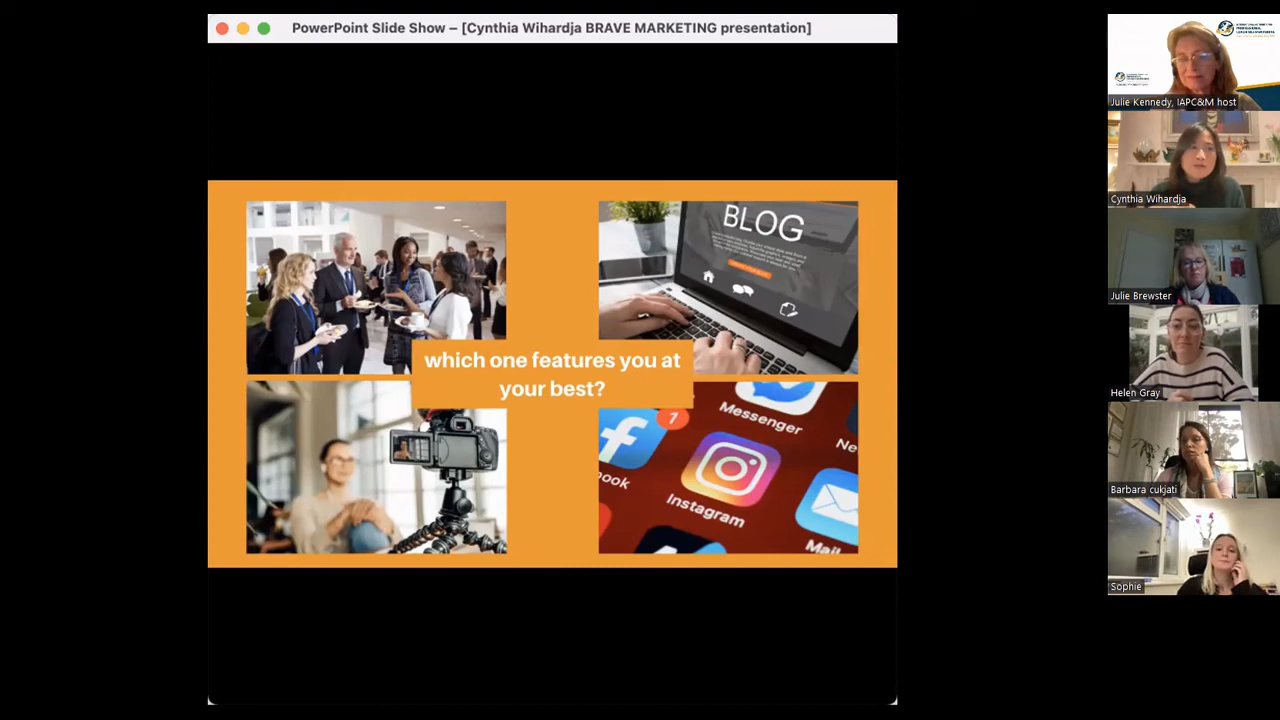 PowerPoint Slide Show – [Cynthia Wihardja BRAVE MARKETING presentation]
BLOG
which one features you at
your best?
7
Messenger
Ne
ook
Instagram
Mail
Julie Kennedy, IAPC&M host
Cynthia Wihardja
Julie Brewster
Helen Gray
Barbara cukjati
Sophie